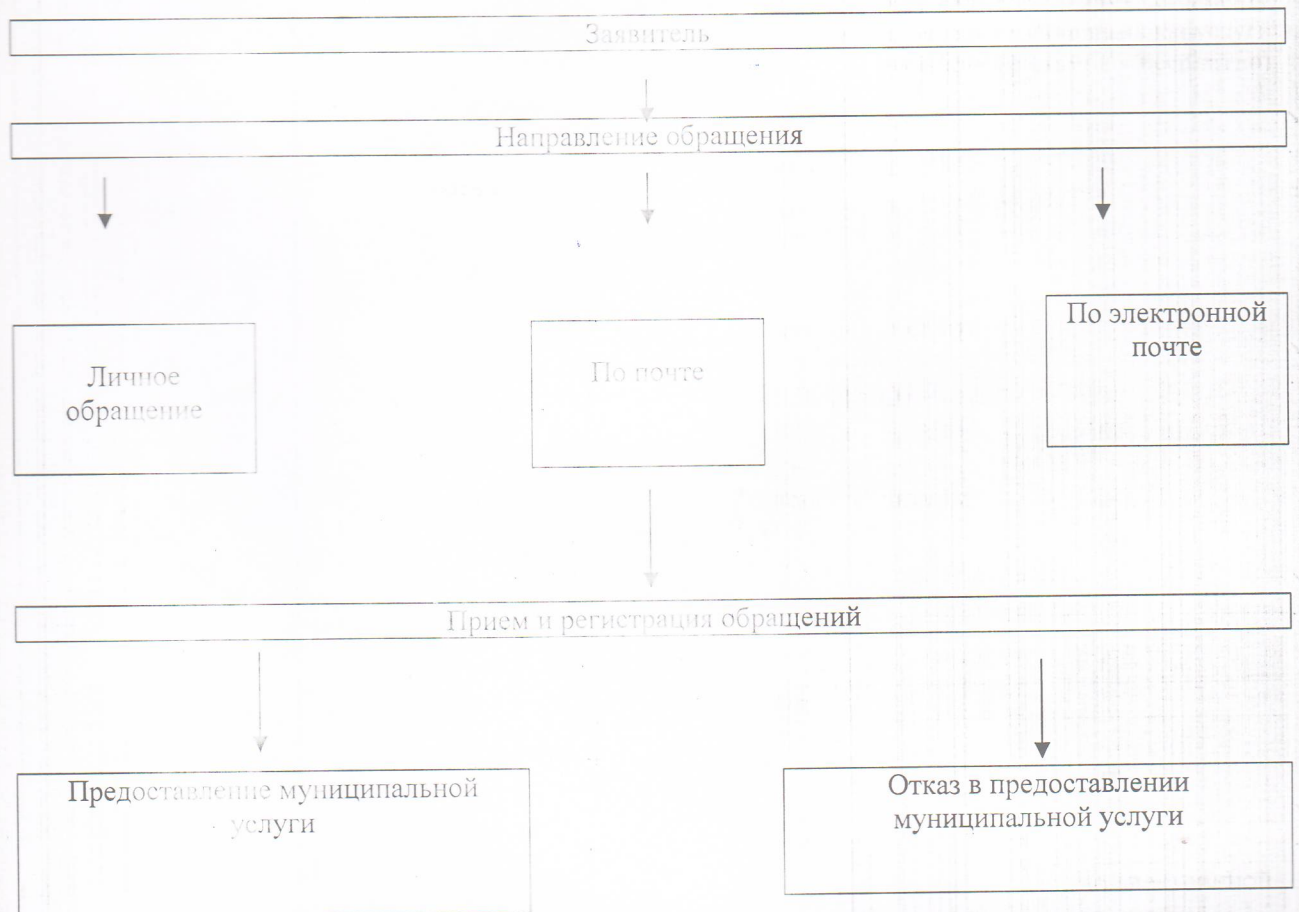 Заявитель
Направление обращения
Личное
обращение
По почте
По электронной
почте
Прием и регистрация обращений
Предоставление муниципальной
услуги
Отказ в предоставлении
муниципальной услуги